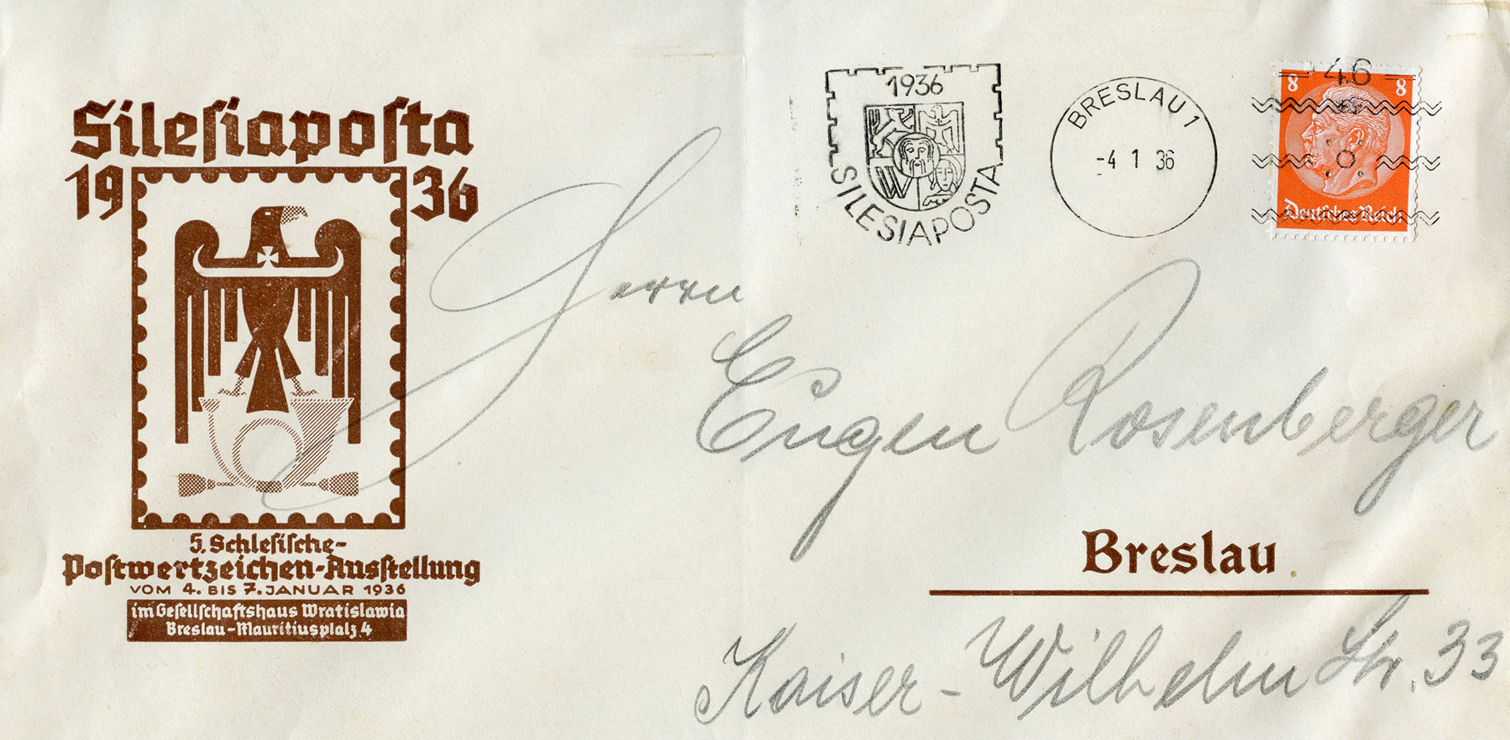 Sileſiapoſta
19 36
5. Schleſiſche-
Poſtwertzeichen-Ausſtellung
VOM 4. BIS 7. JANUAR 1936
im Geſellſchaftshaus Wratislawia
Breslau-Mauritiusplatz 4
1936
W
SILESIAPOSTA
BRESLAU 1
-4 1 36
46
8 8
Deutſches Reich
Herrn
Eugen Rosenberger
Breslau
Kaiser-Wilhelm Str. 33